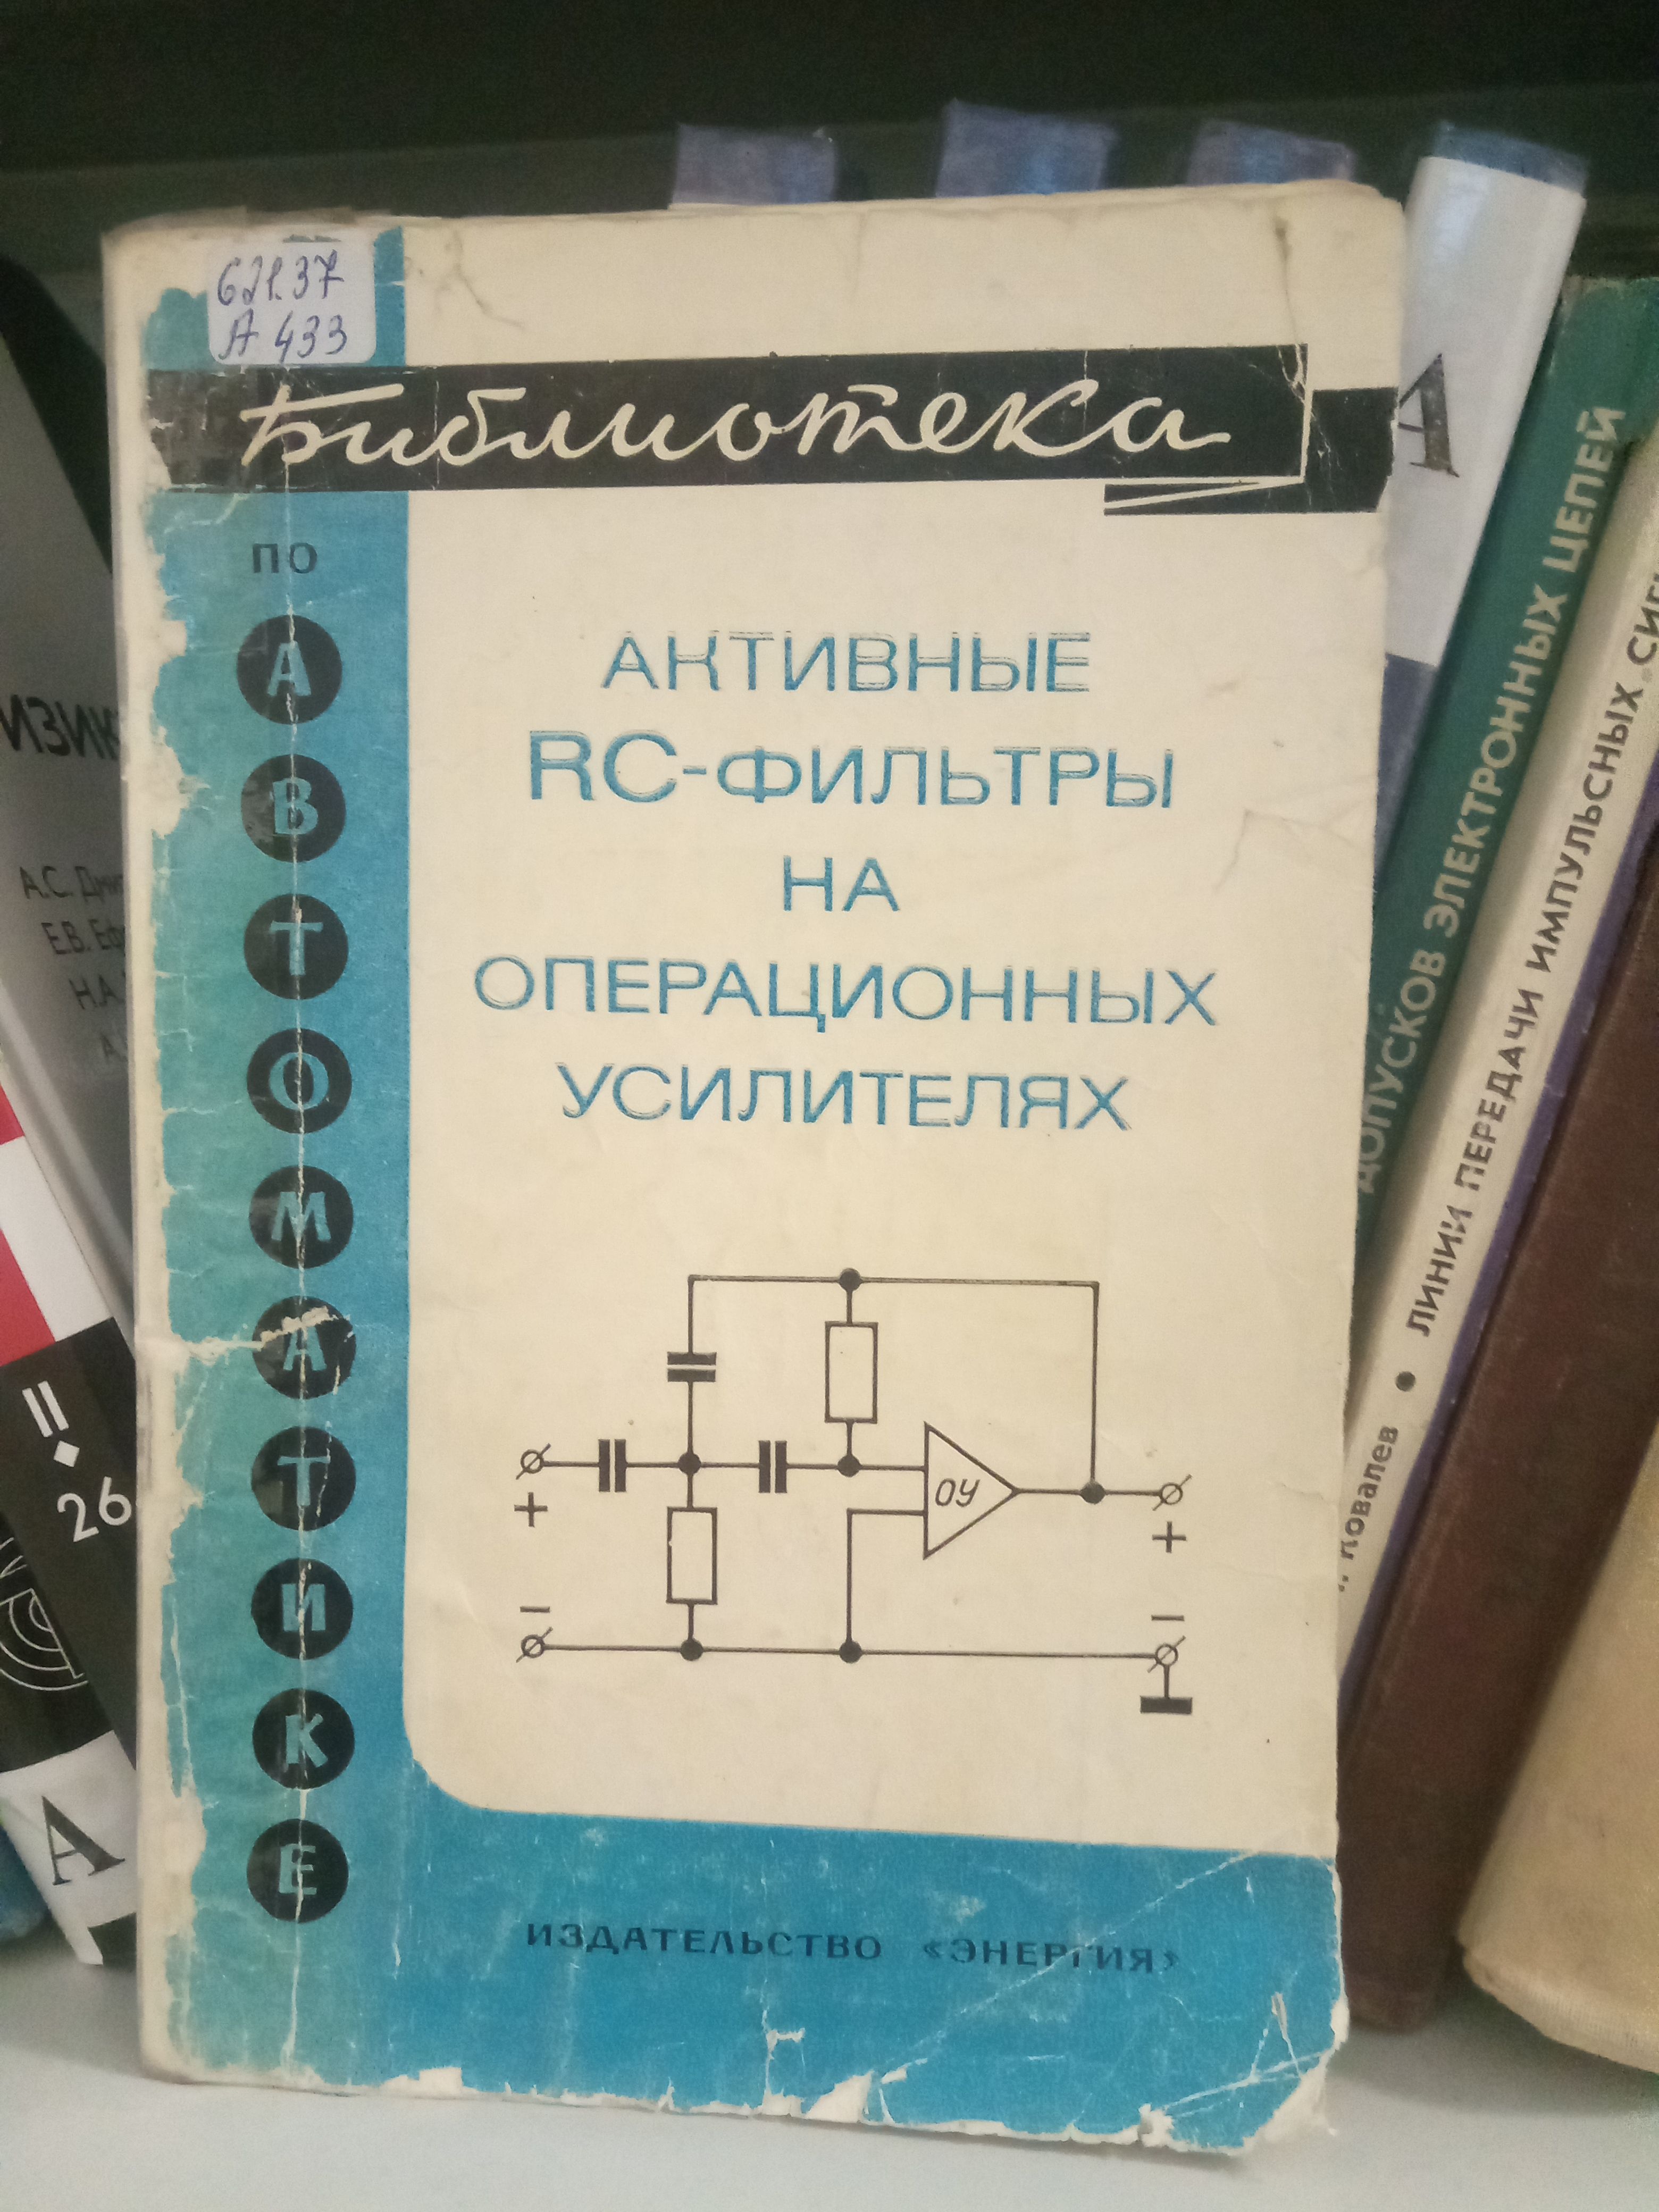 621.37
А 433
Библиотека
ПО
АВТОМАТИКЕ
АКТИВНЫЕ
RC-ФИЛЬТРЫ
НА
ОПЕРАЦИОННЫХ
УСИЛИТЕЛЯХ
ОУ
+
+
−
−
ИЗДАТЕЛЬСТВО «ЭНЕРГИЯ»
А.С.
Е.В.
Н.А.
26
А
А
ДОПУСКОВ ЭЛЕКТРОННЫХ ЦЕПЕЙ
● ЛИНИИ ПЕРЕДАЧИ ИМПУЛЬСНЫХ